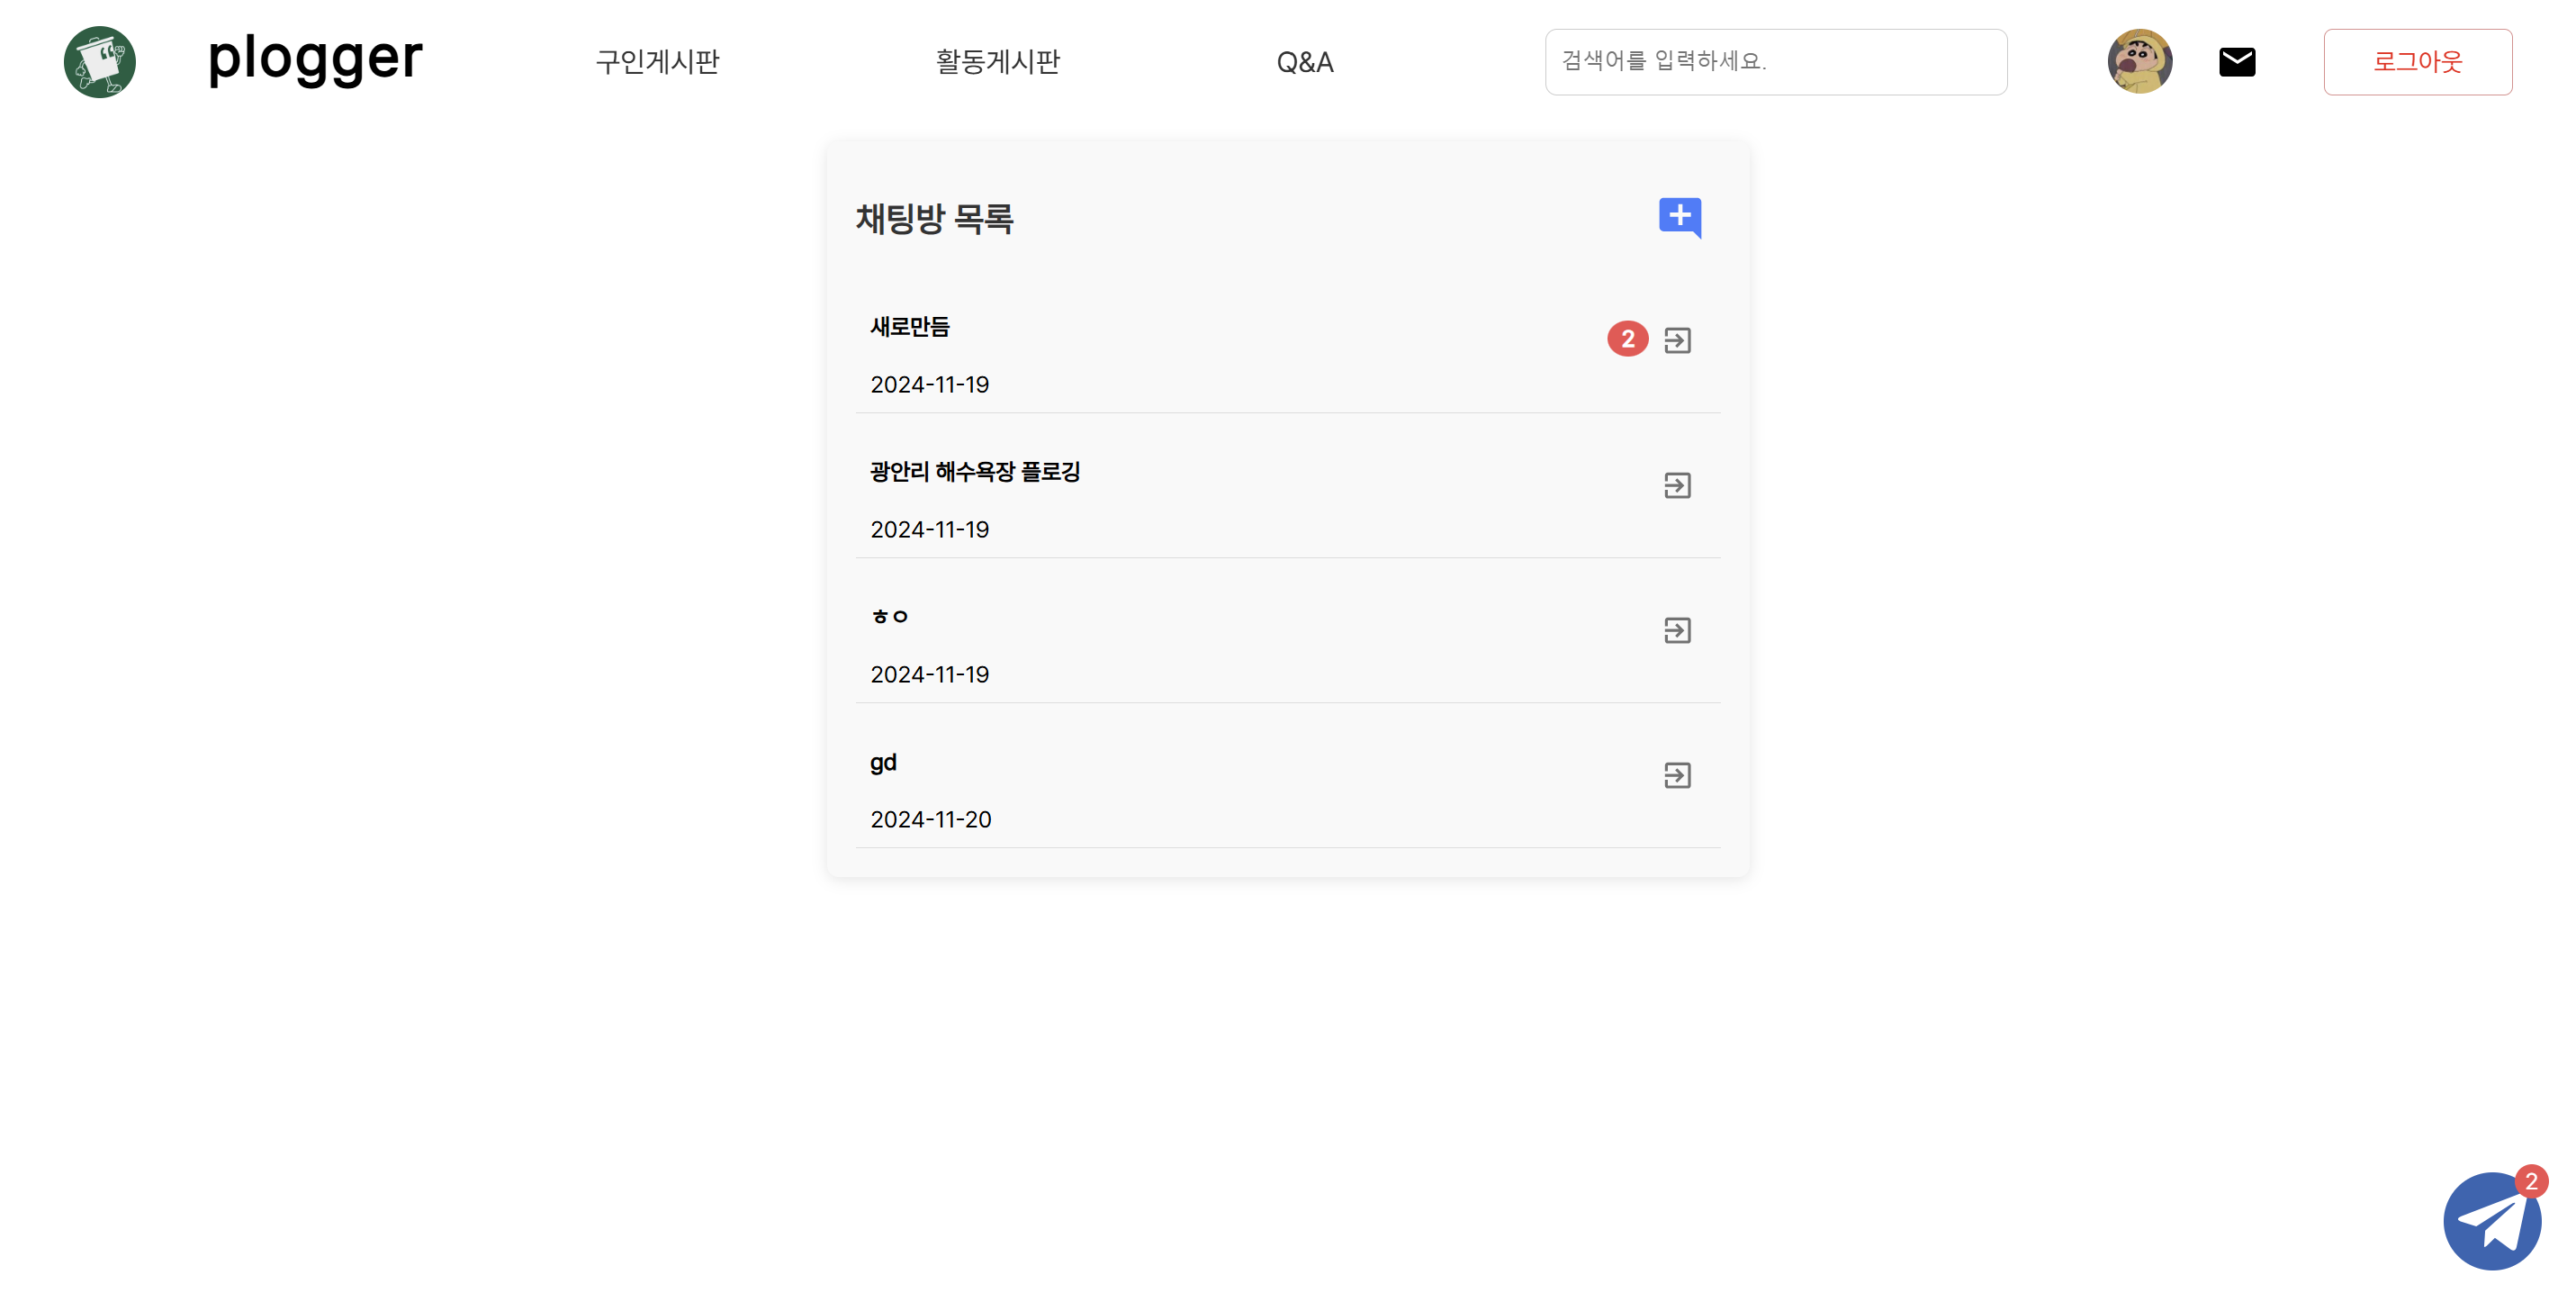 plogger 구인게시판 활동게시판 Q&A 검색어를 입력하세요. 로그아웃
채팅방 목록
새로만듬
2
2024-11-19
광안리 해수욕장 플로깅
2024-11-19
ㅎㅇ
2024-11-19
gd
2024-11-20
2